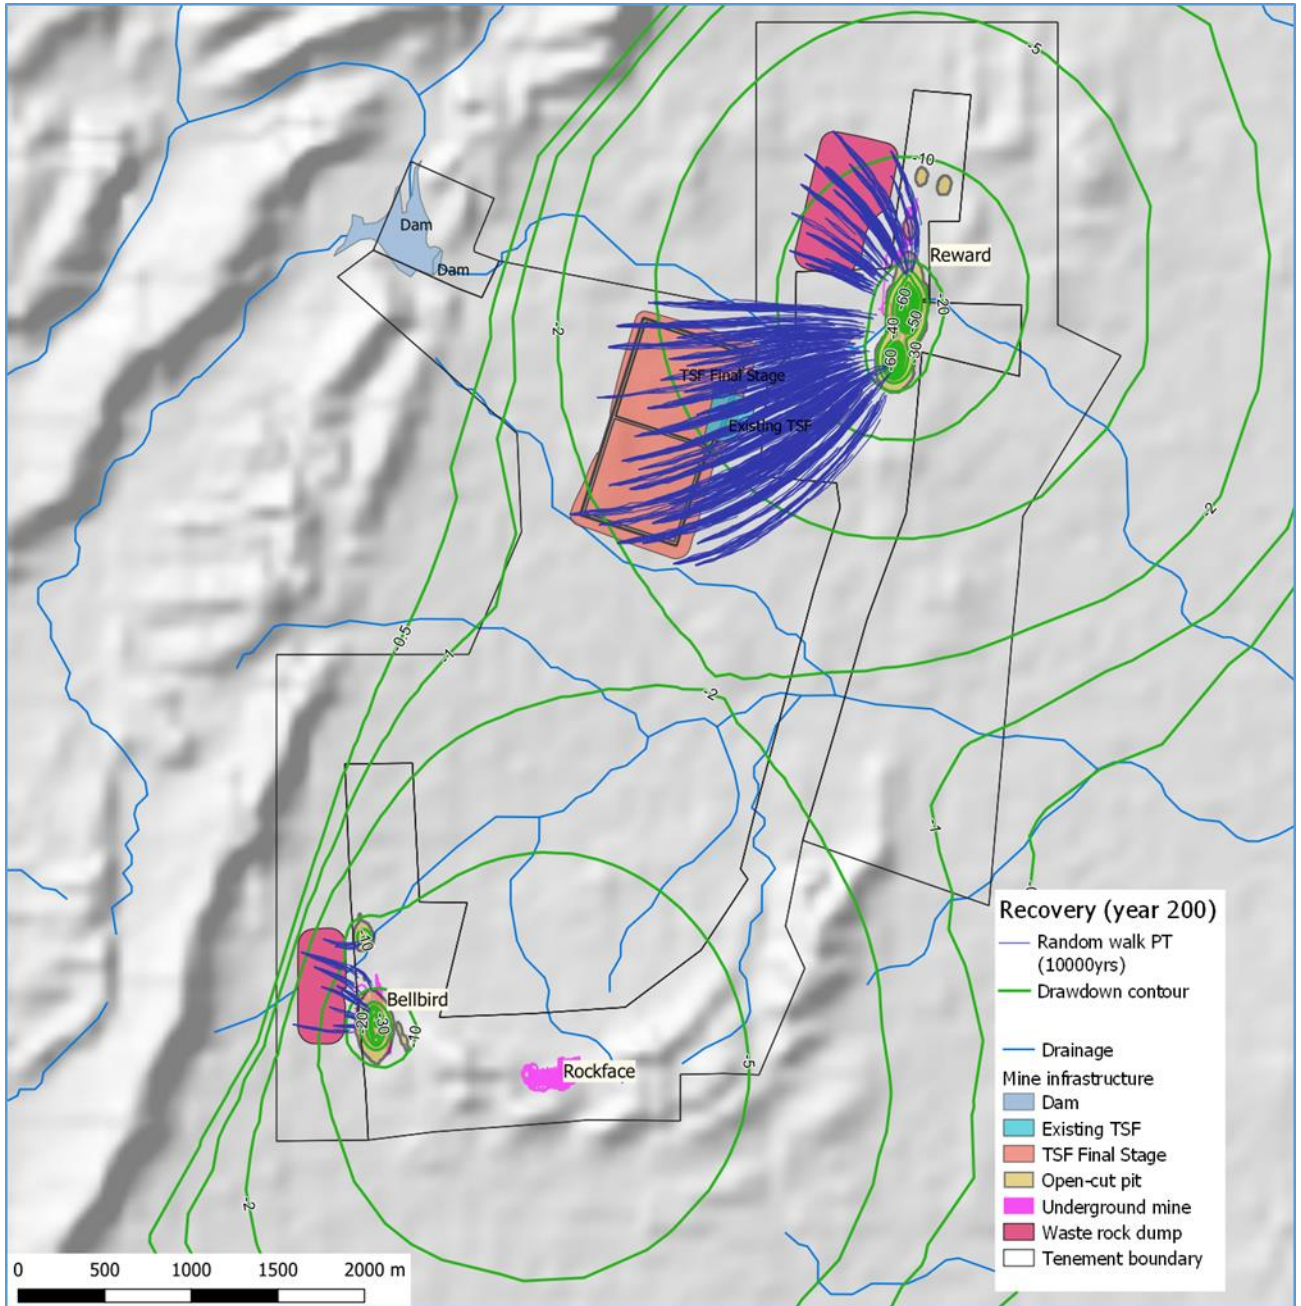 -5
-10
Dam
Dam
Reward
-20
-60
-50
-40
-30
-60
-2
TSF Final Stage
Existing TSF
-2
-0.5
-1
-2
-1
-10
Bellbird
-20
-30
-10
Rockface
-5
-2
Recovery (year 200)
Random walk PT
(10000yrs)
Drawdown contour
Drainage
Mine infrastructure
Dam
Existing TSF
TSF Final Stage
Open-cut pit
Underground mine
Waste rock dump
Tenement boundary
0 500 1000 1500 2000 m